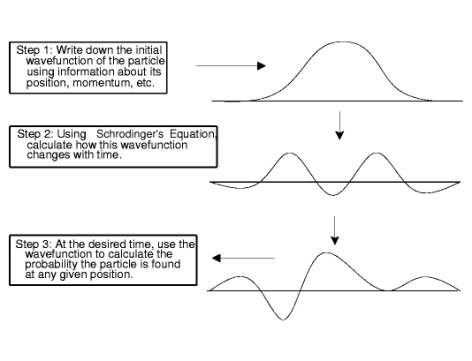 Step 1: Write down the initial
wavefunction of the particle
using information about its
position, momentum, etc.
Step 2: Using Schrodinger's Equation,
calculate how this wavefunction
changes with time.
Step 3: At the desired time, use the
wavefunction to calculate the
probability the particle is found
at any given position.